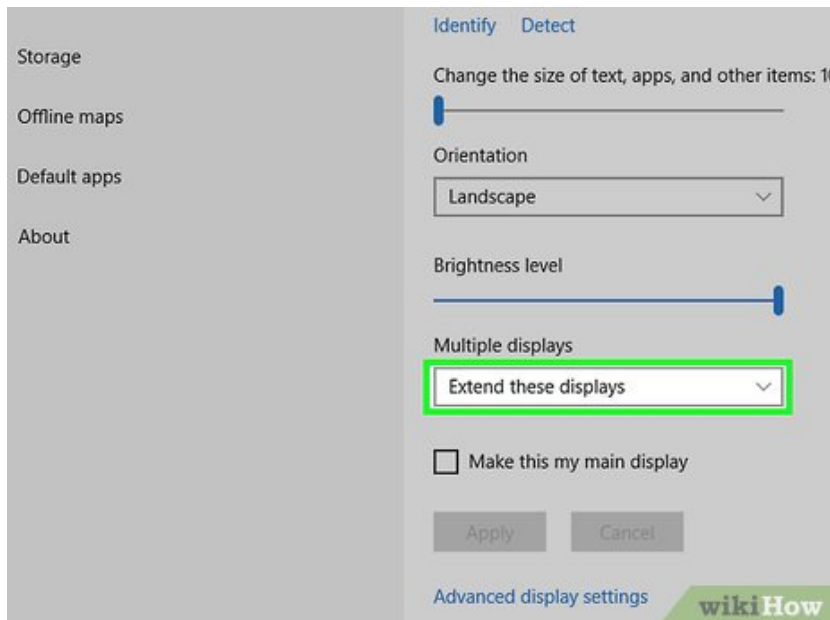 Storage
Offline maps
Default apps
About
Identify Detect
Change the size of text, apps, and other items: 10
Orientation
Landscape
Brightness level
Multiple displays
Extend these displays
Make this my main display
Apply Cancel
Advanced display settings
wikiHow